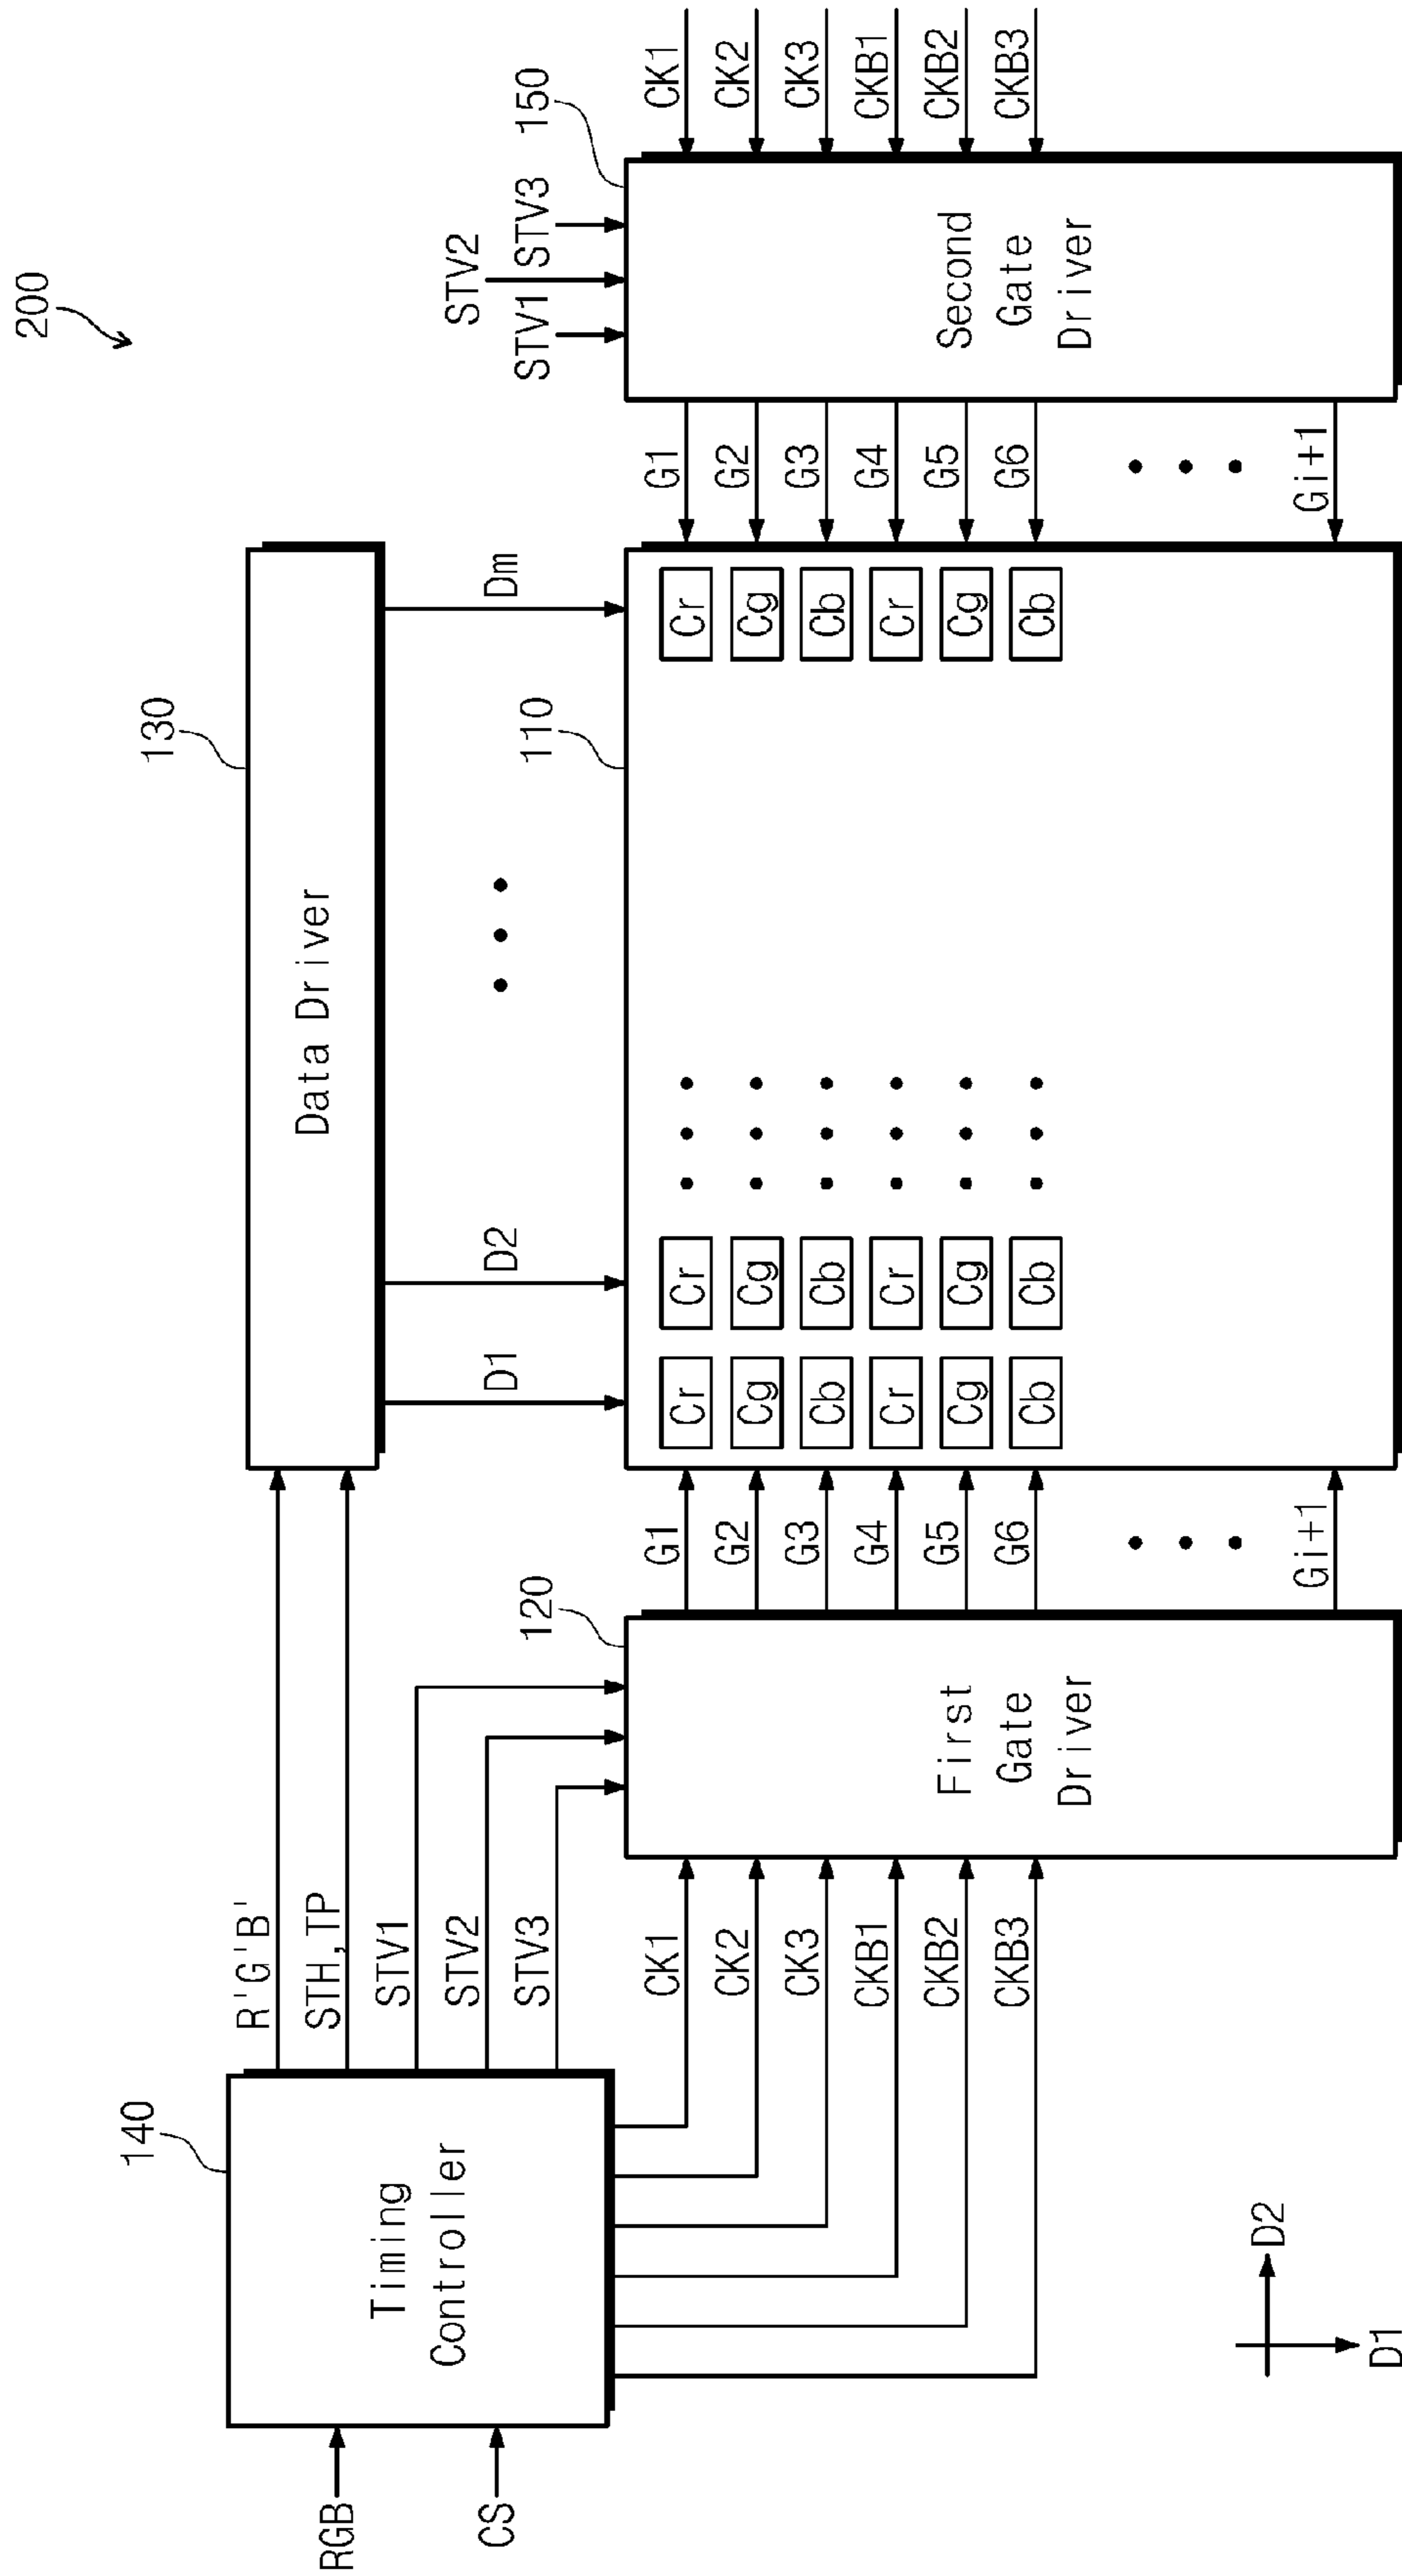 200
130
Data Driver
140
Timing
Controller
RGB
CS
R'G'B'
STH,TP
STV1
STV2
STV3
CK1
CK2
CK3
CKB1
CKB2
CKB3
120
First
Gate
Driver
G1
G2
G3
G4
G5
G6
Gi+1
D1
D2
Dm
110
Cr Cr Cr
Cg Cg Cg
Cb Cb Cb
Cr Cr Cr
Cg Cg Cg
Cb Cb Cb
G1
G2
G3
G4
G5
G6
Gi+1
STV2
STV1 STV3
150
Second
Gate
Driver
CK1
CK2
CK3
CKB1
CKB2
CKB3
D2
D1